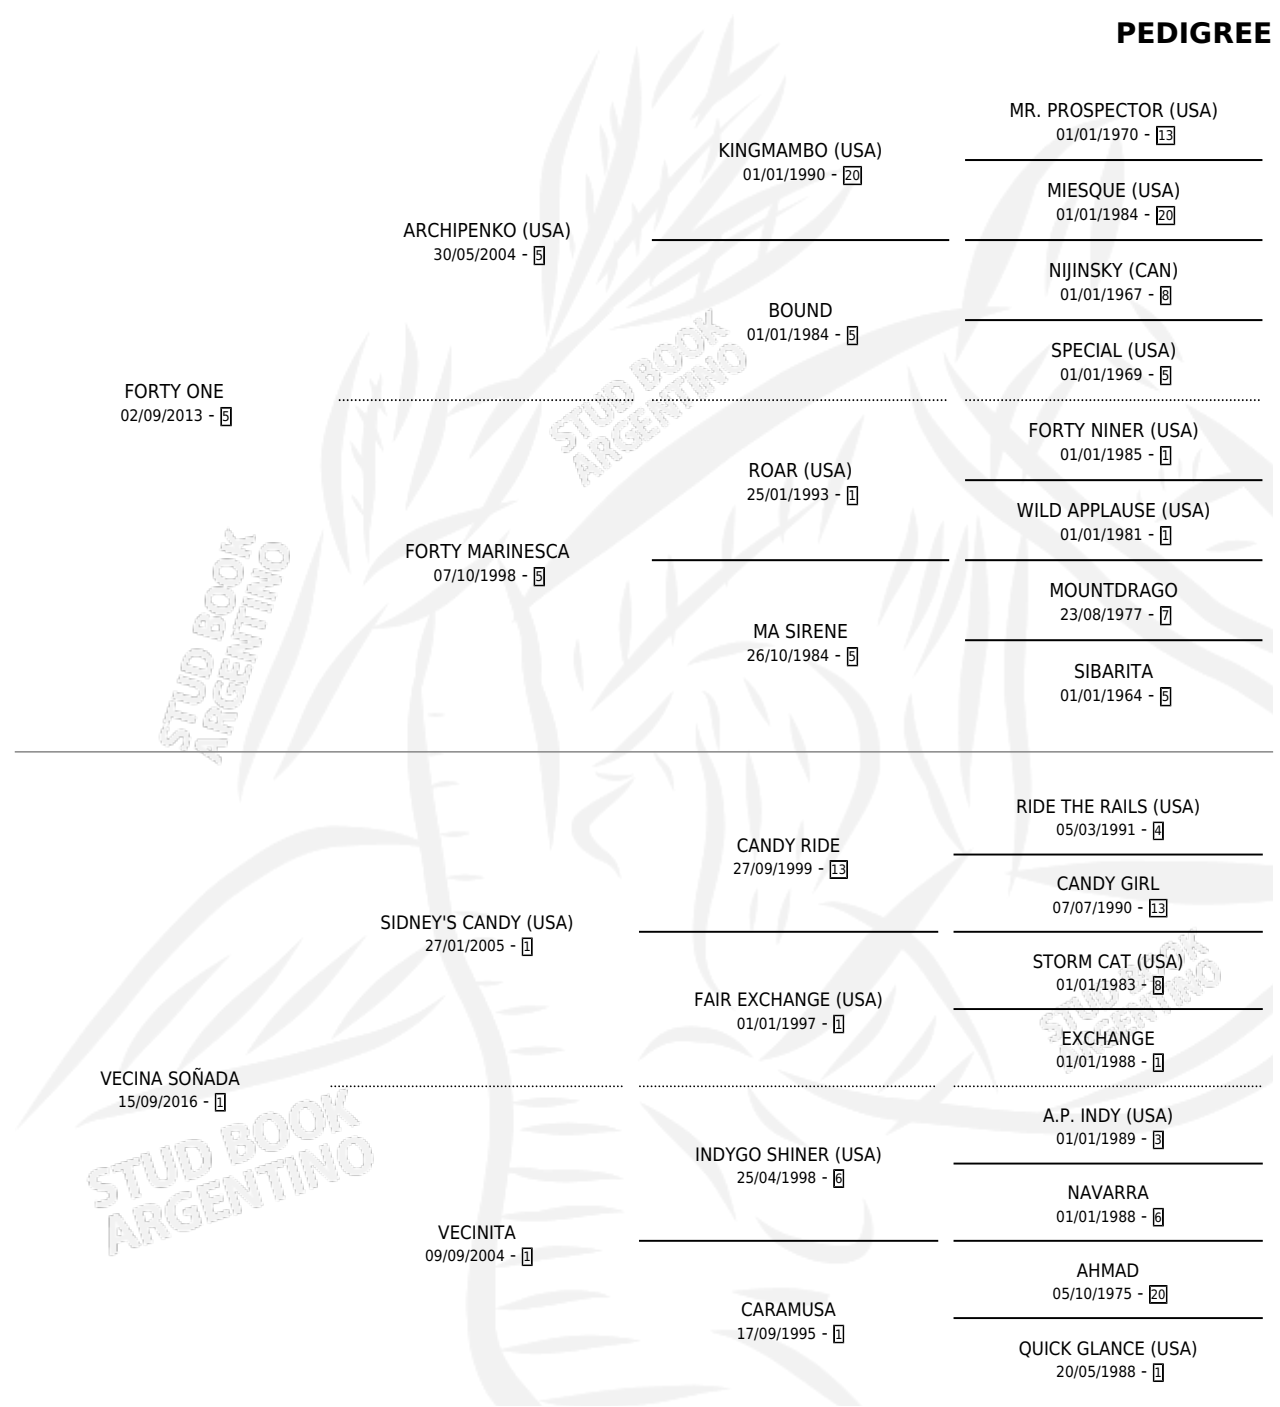 PEDIGREE
MR. PROSPECTOR (USA)
01/01/1970 - 13
KINGMAMBO (USA)
01/01/1990 - 20
MIESQUE (USA)
01/01/1984 - 20
ARCHIPENKO (USA)
30/05/2004 - 5
NIJINSKY (CAN)
01/01/1967 - 8
BOUND
01/01/1984 - 5
SPECIAL (USA)
01/01/1969 - 5
FORTY ONE
02/09/2013 - 5
FORTY NINER (USA)
01/01/1985 - 1
ROAR (USA)
25/01/1993 - 1
WILD APPLAUSE (USA)
01/01/1981 - 1
FORTY MARINESCA
07/10/1998 - 5
MOUNTDRAGO
23/08/1977 - 7
MA SIRENE
26/10/1984 - 5
SIBARITA
01/01/1964 - 5
STUD BOOK
ARGENTINO
STUD BOOK
ARGENTINO
RIDE THE RAILS (USA)
05/03/1991 - 4
CANDY RIDE
27/09/1999 - 13
CANDY GIRL
07/07/1990 - 13
SIDNEY'S CANDY (USA)
27/01/2005 - 1
STORM CAT (USA)
01/01/1983 - 8
FAIR EXCHANGE (USA)
01/01/1997 - 1
EXCHANGE
01/01/1988 - 1
STUD BOOK
ARGENTINO
VECINA SOÑADA
15/09/2016 - 1
A.P. INDY (USA)
01/01/1989 - 3
INDYGO SHINER (USA)
25/04/1998 - 6
NAVARRA
01/01/1988 - 6
VECINITA
09/09/2004 - 1
AHMAD
05/10/1975 - 20
CARAMUSA
17/09/1995 - 1
QUICK GLANCE (USA)
20/05/1988 - 1
STUD BOOK
ARGENTINO